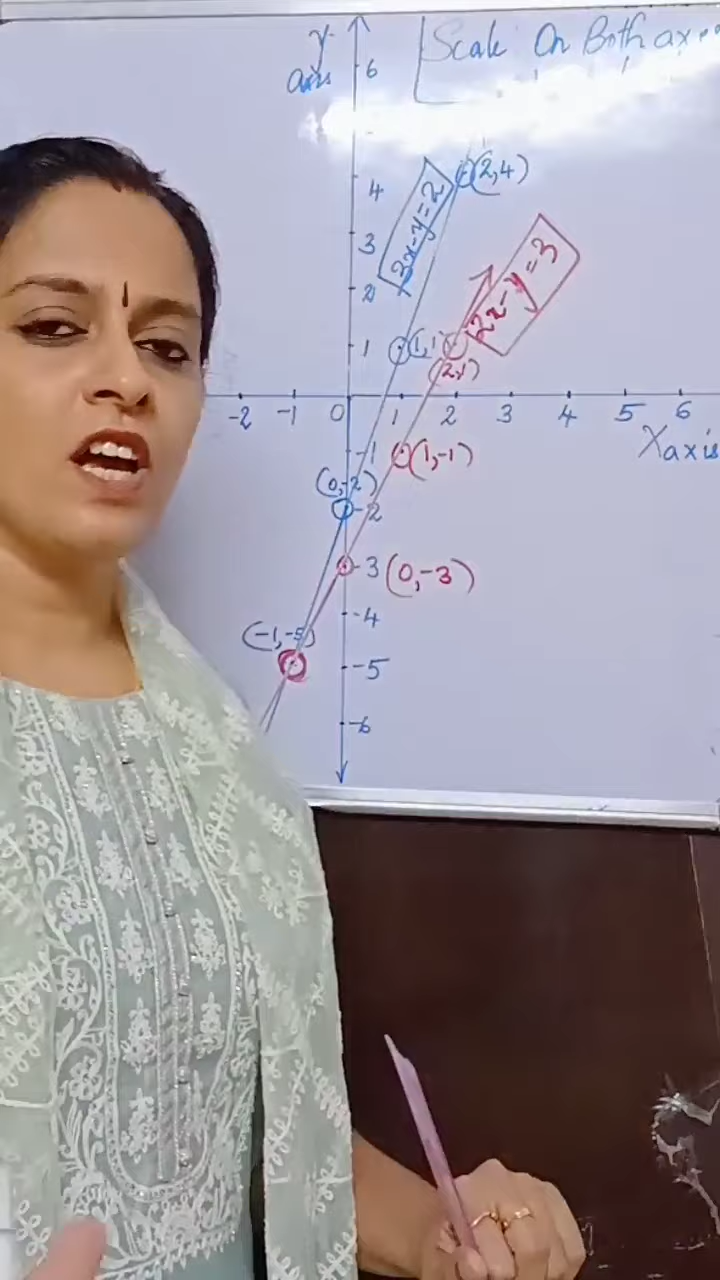 Scale On Both axes
y
axis
6
4
3
2
1
(2,4)
3x-y=2
2x-y=3
(1,1)
(2,1)
-2 -1 0 1 2 3 4 5 6
X axis
-1
(1,-1)
(0,-2)
-2
-3 (0,-3)
-4
(-1,-5)
-5
-6